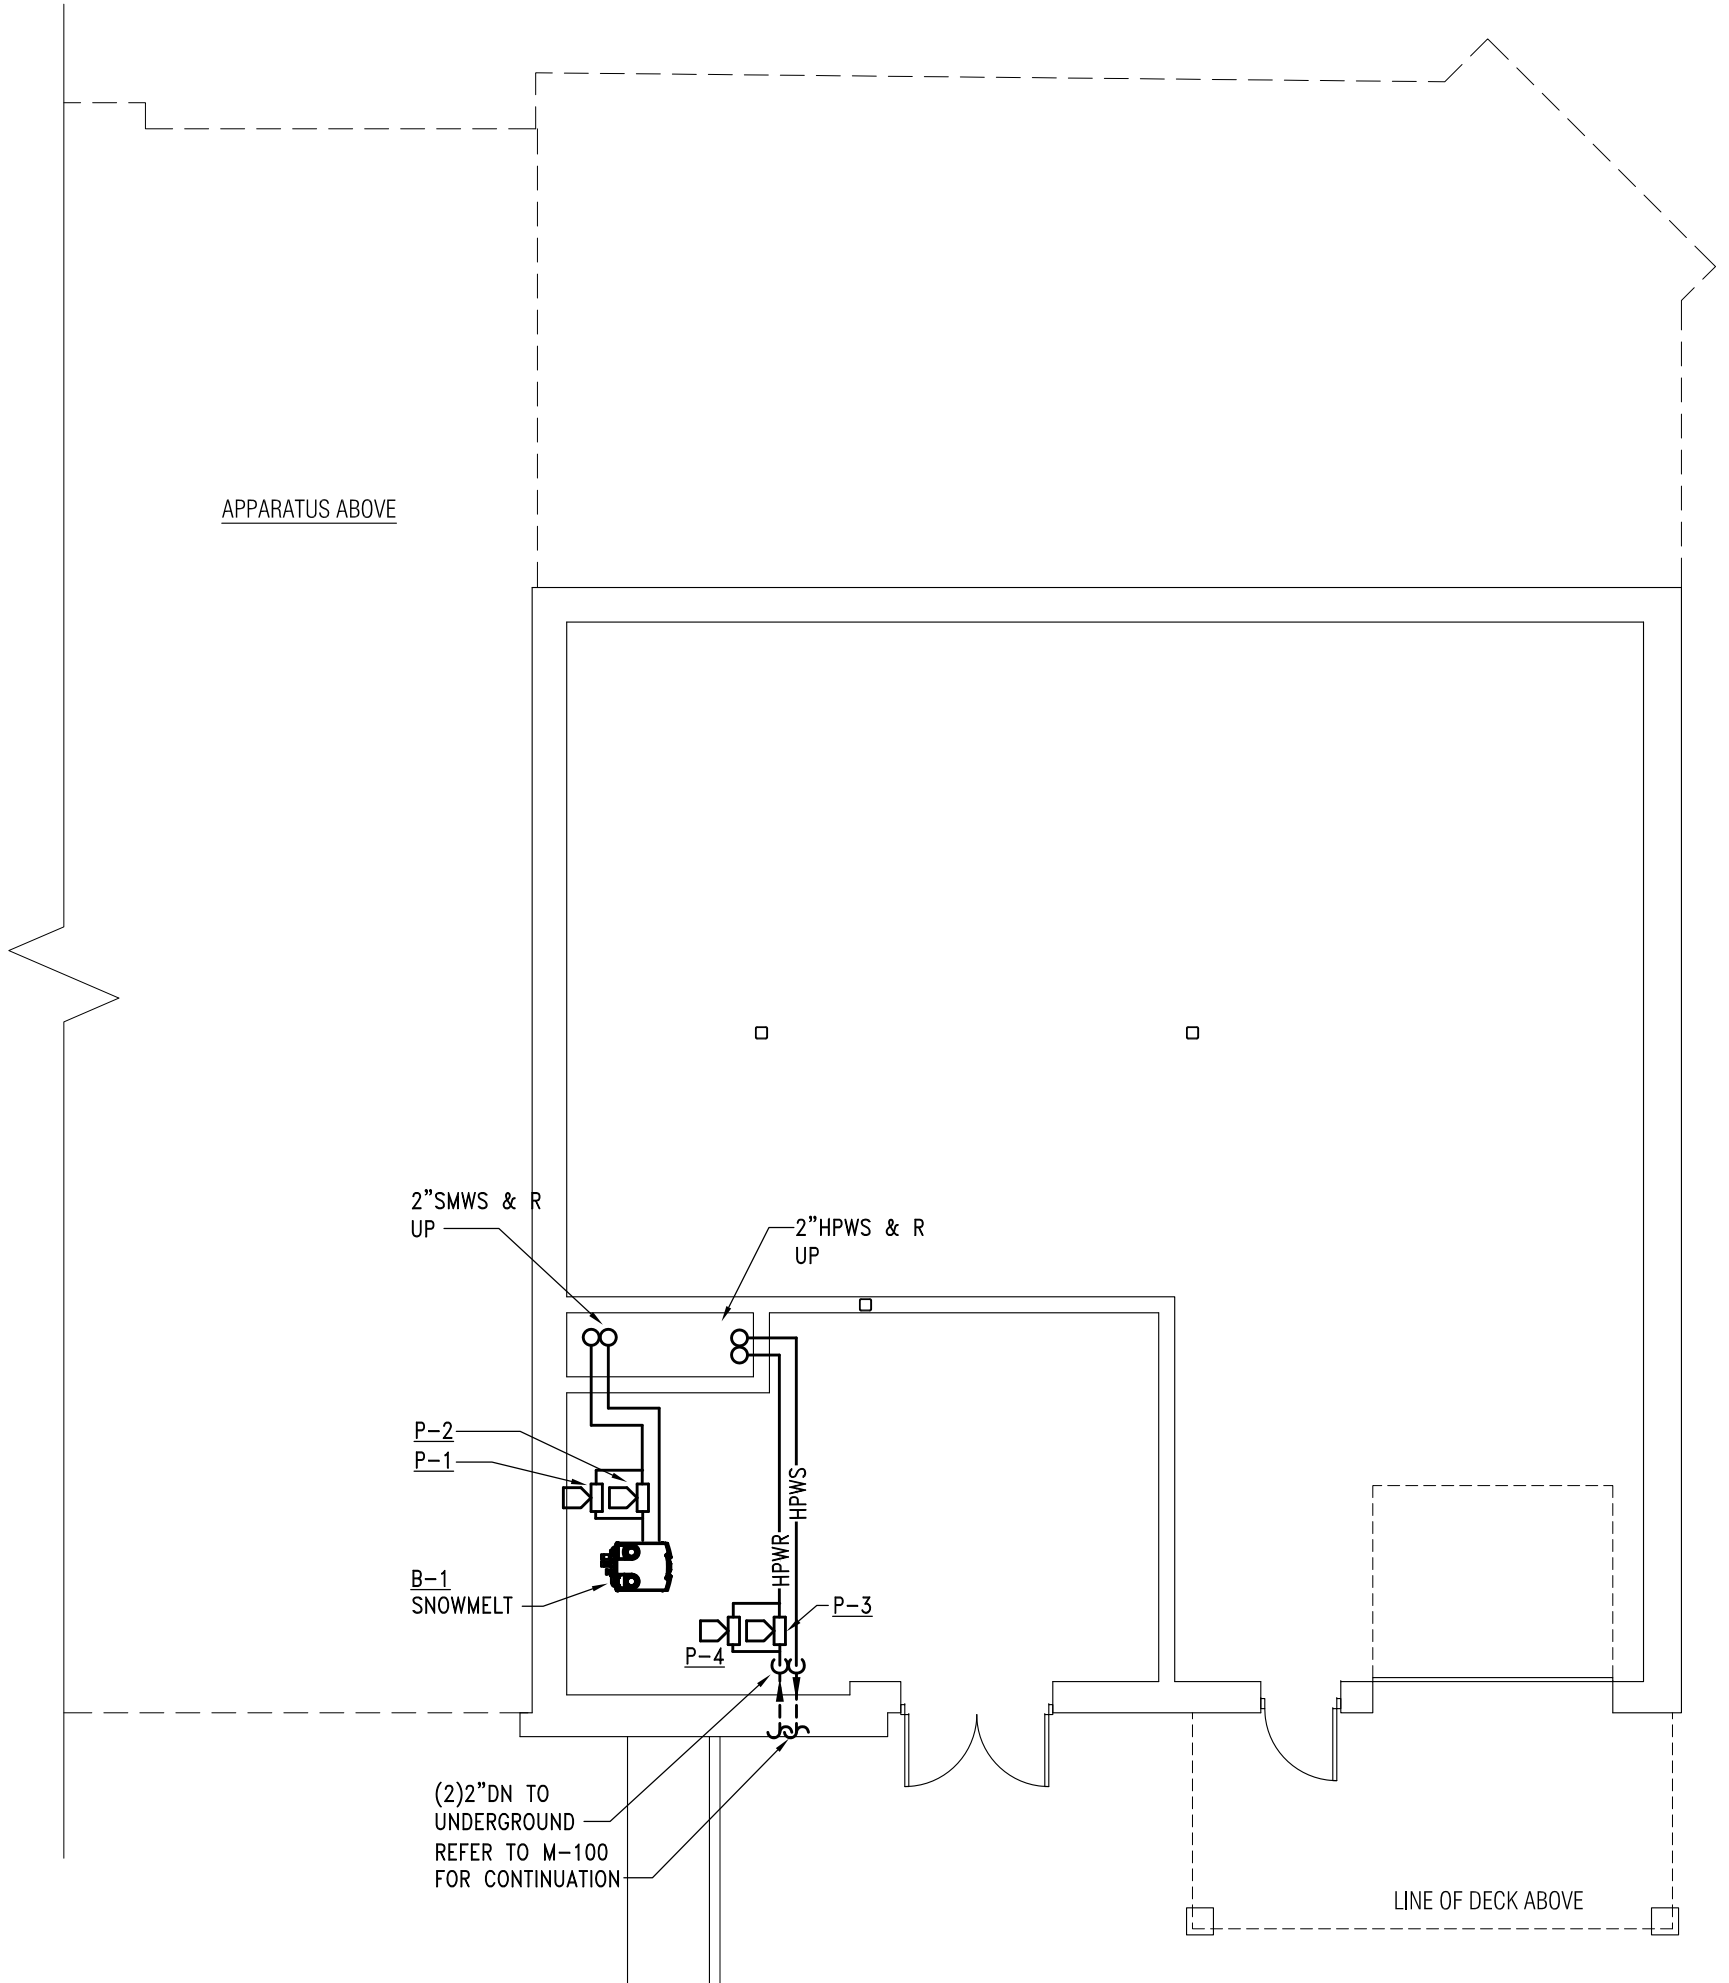 APPARATUS ABOVE
2"SMWS & R
UP
2"HPWS & R
UP
P-2
P-1
HPWS
HPWR
B-1
SNOWMELT
P-3
P-4
(2)2"DN TO
UNDERGROUND
REFER TO M-100
FOR CONTINUATION
LINE OF DECK ABOVE